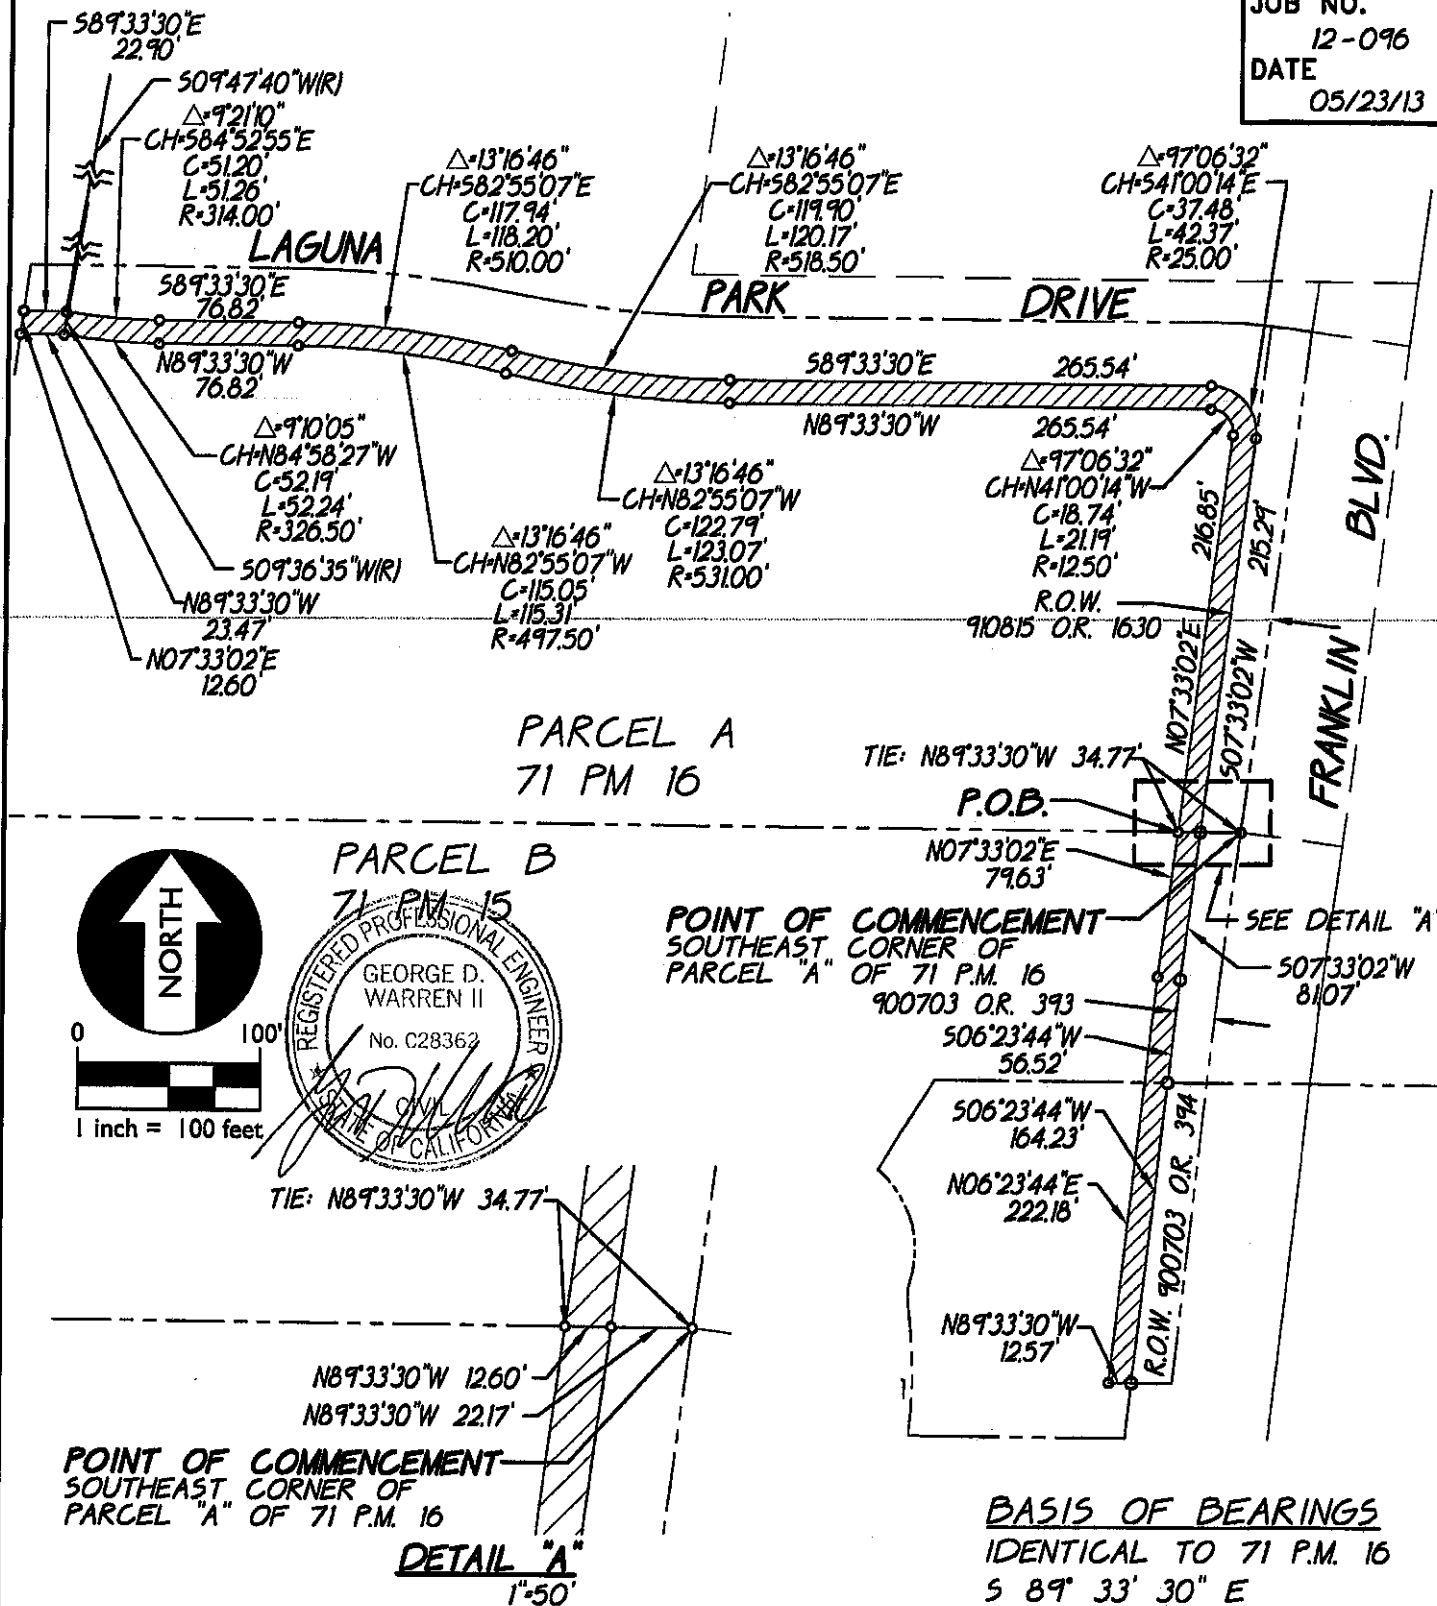 JOB NO.
12-096
DATE
05/23/13
S89°33'30"E
22.90'
S09°47'40"W(R)
△=9°21'10"
CH=S84°52'55"E
C=51.20'
L=51.26'
R=314.00'
△=13°16'46"
CH=S82°55'07"E
C=117.94'
L=118.20'
R=510.00'
△=13°16'46"
CH=S82°55'07"E
C=119.90'
L=120.17'
R=518.50'
△=97°06'32"
CH=S41°00'14"E
C=37.48'
L=42.37'
R=25.00'
LAGUNA PARK DRIVE
S89°33'30"E
76.82'
N89°33'30"W
76.82'
S89°33'30"E 265.54'
N89°33'30"W 265.54'
△=9°10'05"
CH=N84°58'27"W
C=52.19'
L=52.24'
R=326.50'
S09°36'35"W(R)
N89°33'30"W
23.47'
N07°33'02"E
12.60'
△=13°16'46"
CH=N82°55'07"W
C=115.05'
L=115.31'
R=497.50'
△=13°16'46"
CH=N82°55'07"W
C=122.79'
L=123.07'
R=531.00'
△=97°06'32"
CH=N41°00'14"W
C=18.74'
L=21.19'
R=12.50'
R.O.W.
910815 O.R. 1630
N07°33'02"E 216.85'
S07°33'02"W 215.29'
FRANKLIN BLVD.
PARCEL A
71 PM 16
TIE: N89°33'30"W 34.77'
P.O.B.
N07°33'02"E
79.63'
PARCEL B
71 PM 15
POINT OF COMMENCEMENT
SOUTHEAST CORNER OF
PARCEL "A" OF 71 P.M. 16
SEE DETAIL "A"
S07°33'02"W
81.07'
900703 O.R. 393
S06°23'44"W
56.52'
S06°23'44"W
164.23'
N06°23'44"E
222.18'
R.O.W. 900703 O.R. 394
N89°33'30"W
12.57'
NORTH
0 100'
1 inch = 100 feet
REGISTERED PROFESSIONAL ENGINEER
GEORGE D.
WARREN II
No. C28362
CIVIL
STATE OF CALIFORNIA
TIE: N89°33'30"W 34.77'
N89°33'30"W 12.60'
N89°33'30"W 22.17'
POINT OF COMMENCEMENT
SOUTHEAST CORNER OF
PARCEL "A" OF 71 P.M. 16
DETAIL "A"
1"=50'
BASIS OF BEARINGS
IDENTICAL TO 71 P.M. 16
S 89° 33' 30" E